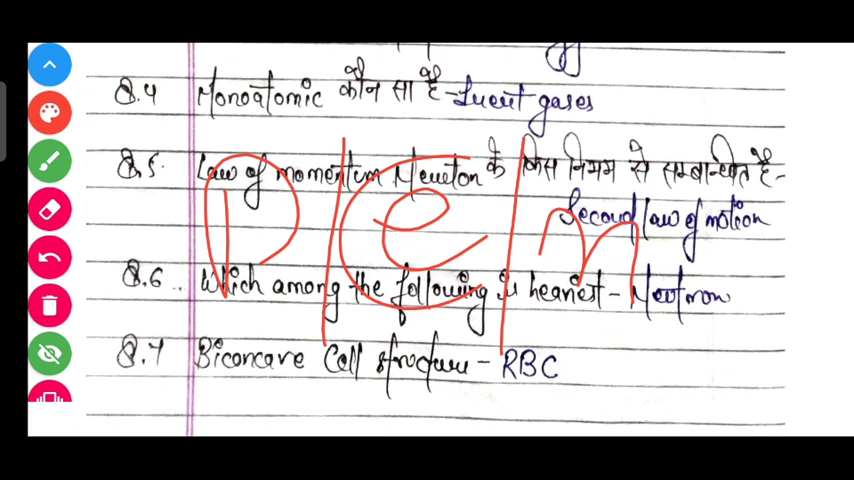 Q.4 Monoatomic कौन सा है - Inert gases
Q.5. Law of momentum Newton के किस नियम से सम्बन्धित है -
Second law of motion
Q.6 .. Which among the following is heaviest - Neutron
Q.7 Biconcave Cell structure - RBC
p/e/n